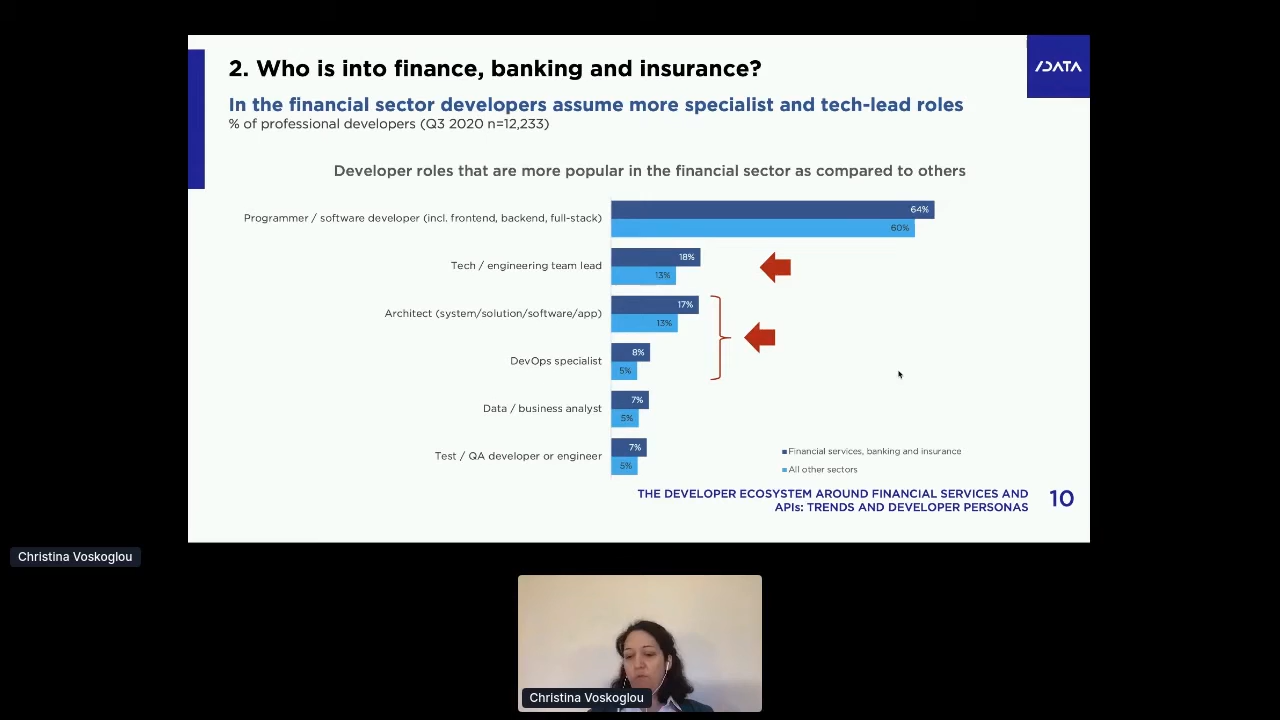 2. Who is into finance, banking and insurance?
/DATA
In the financial sector developers assume more specialist and tech-lead roles
% of professional developers (Q3 2020 n=12,233)
Developer roles that are more popular in the financial sector as compared to others
Programmer / software developer (incl. frontend, backend, full-stack)
64%
60%
Tech / engineering team lead
18%
13%
Architect (system/solution/software/app)
17%
13%
DevOps specialist
8%
5%
Data / business analyst
7%
5%
Test / QA developer or engineer
7%
5%
Financial services, banking and insurance
All other sectors
THE DEVELOPER ECOSYSTEM AROUND FINANCIAL SERVICES AND
APIs: TRENDS AND DEVELOPER PERSONAS
10
Christina Voskoglou
Christina Voskoglou